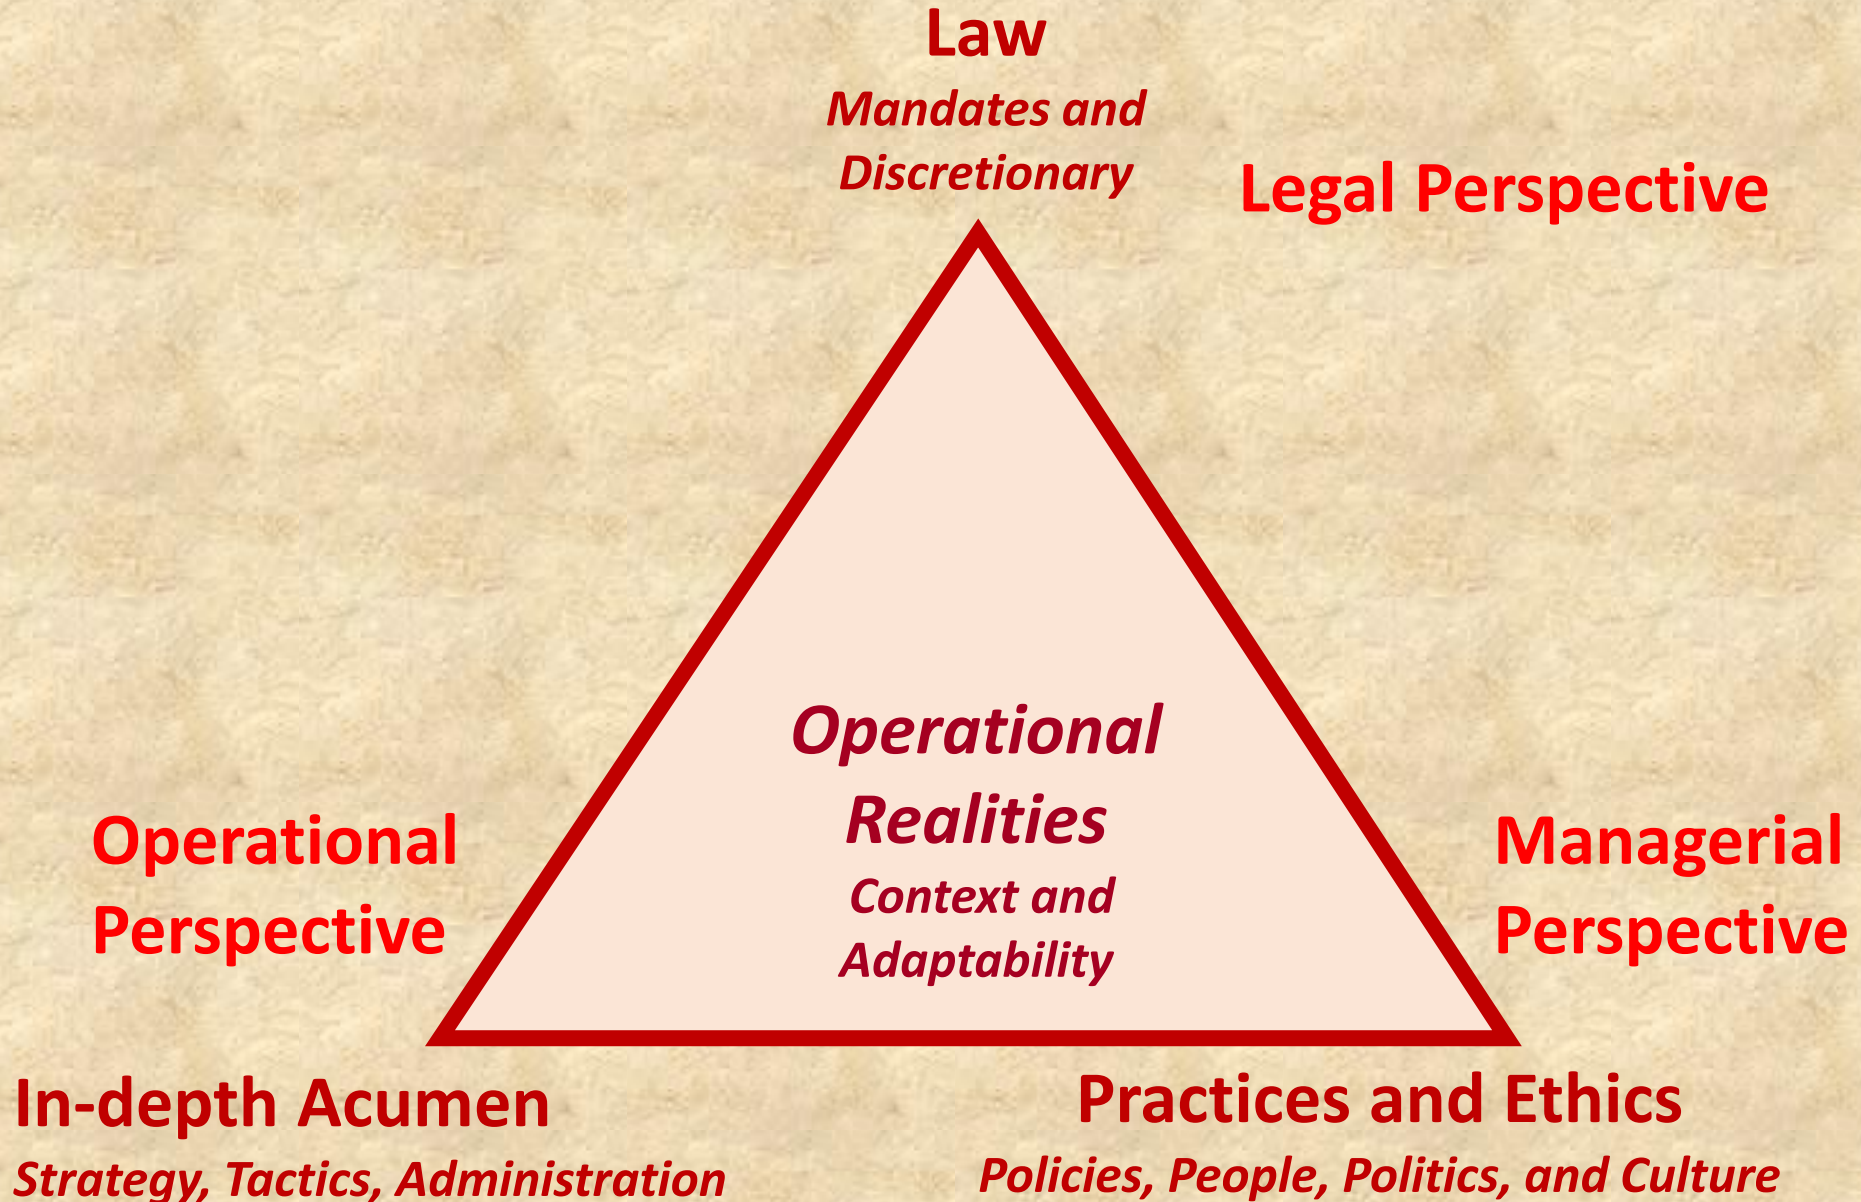 Law
Mandates and
Discretionary
Legal Perspective
Operational
Realities
Context and
Adaptability
Operational
Perspective
Managerial
Perspective
In-depth Acumen
Strategy, Tactics, Administration
Practices and Ethics
Policies, People, Politics, and Culture